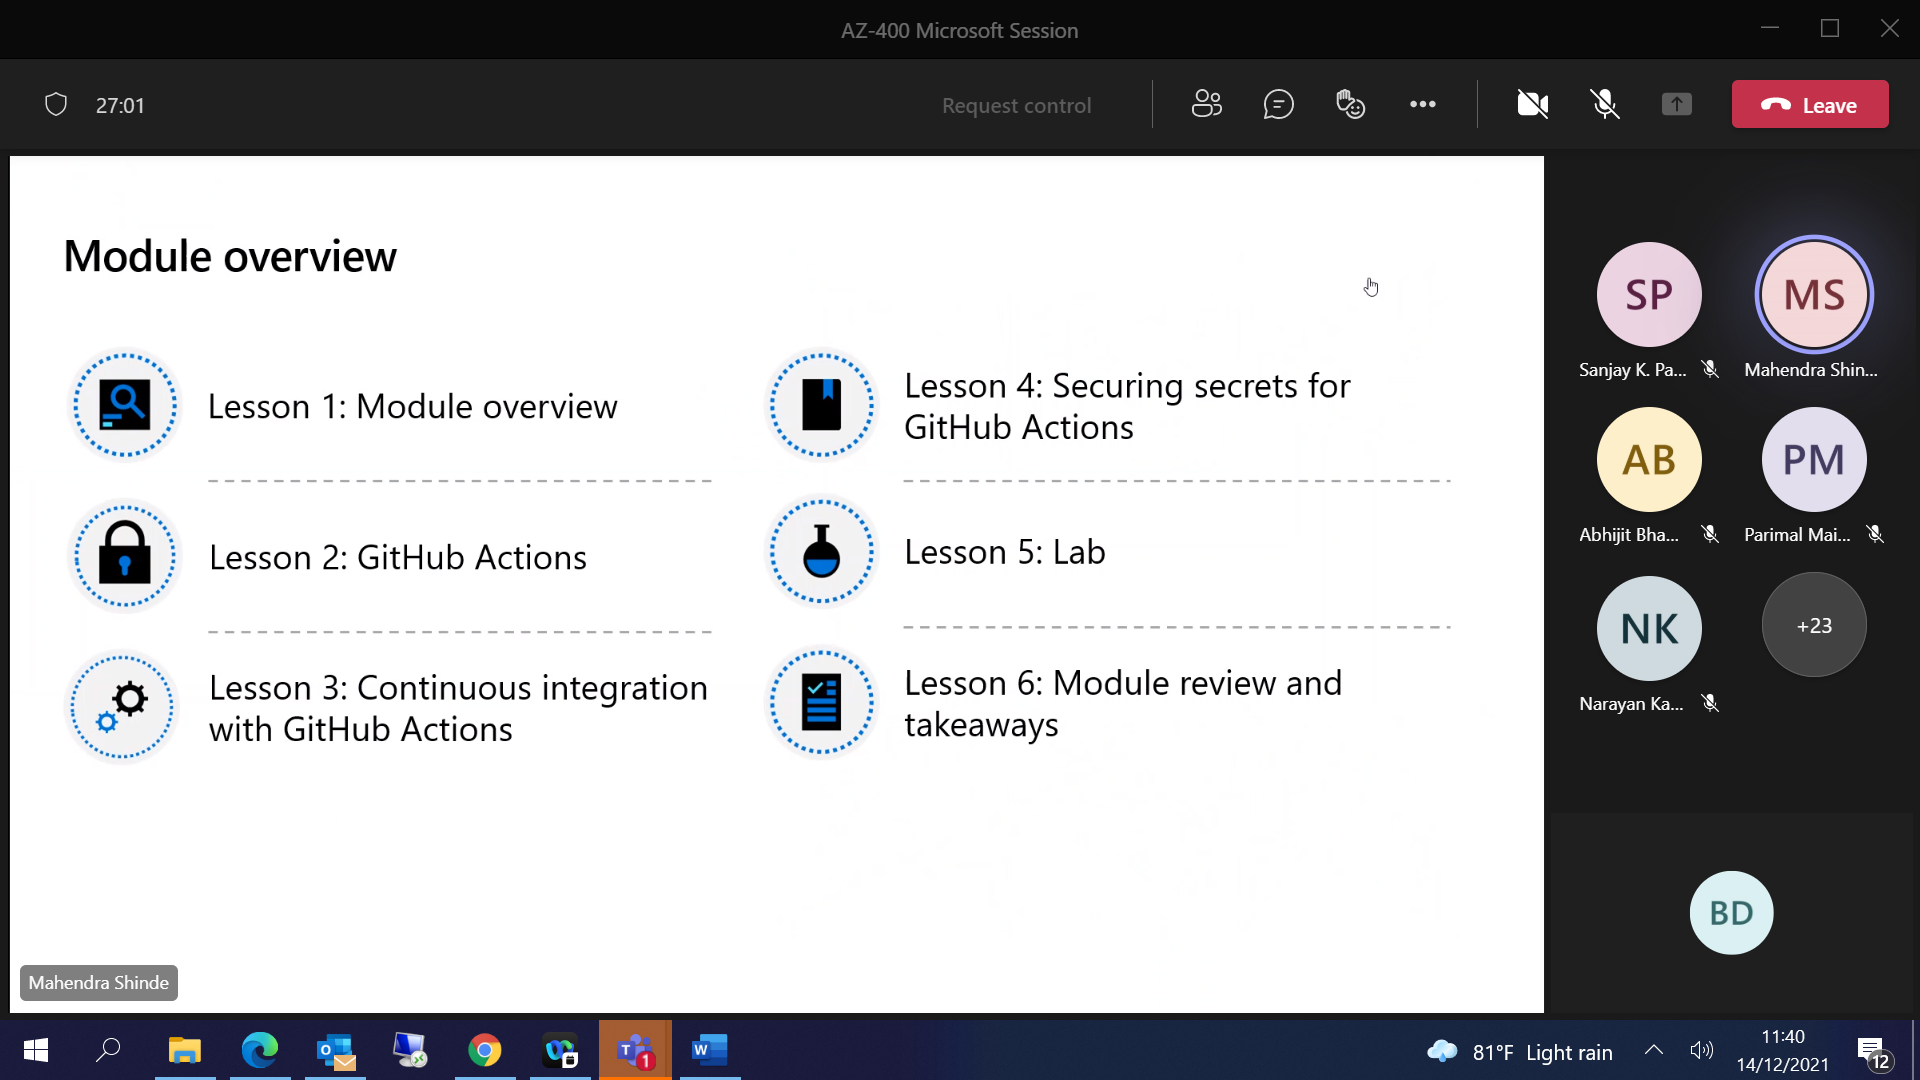 AZ-400 Microsoft Session
27:01
Request control
Leave
Module overview
Lesson 1: Module overview
Lesson 2: GitHub Actions
Lesson 3: Continuous integration
with GitHub Actions
Lesson 4: Securing secrets for
GitHub Actions
Lesson 5: Lab
Lesson 6: Module review and
takeaways
Mahendra Shinde
SP
Sanjay K. Pa...
MS
Mahendra Shin...
AB
Abhijit Bha...
PM
Parimal Mai...
NK
Narayan Ka...
+23
BD
O
T
1
W
81°F Light rain
11:40
14/12/2021
12